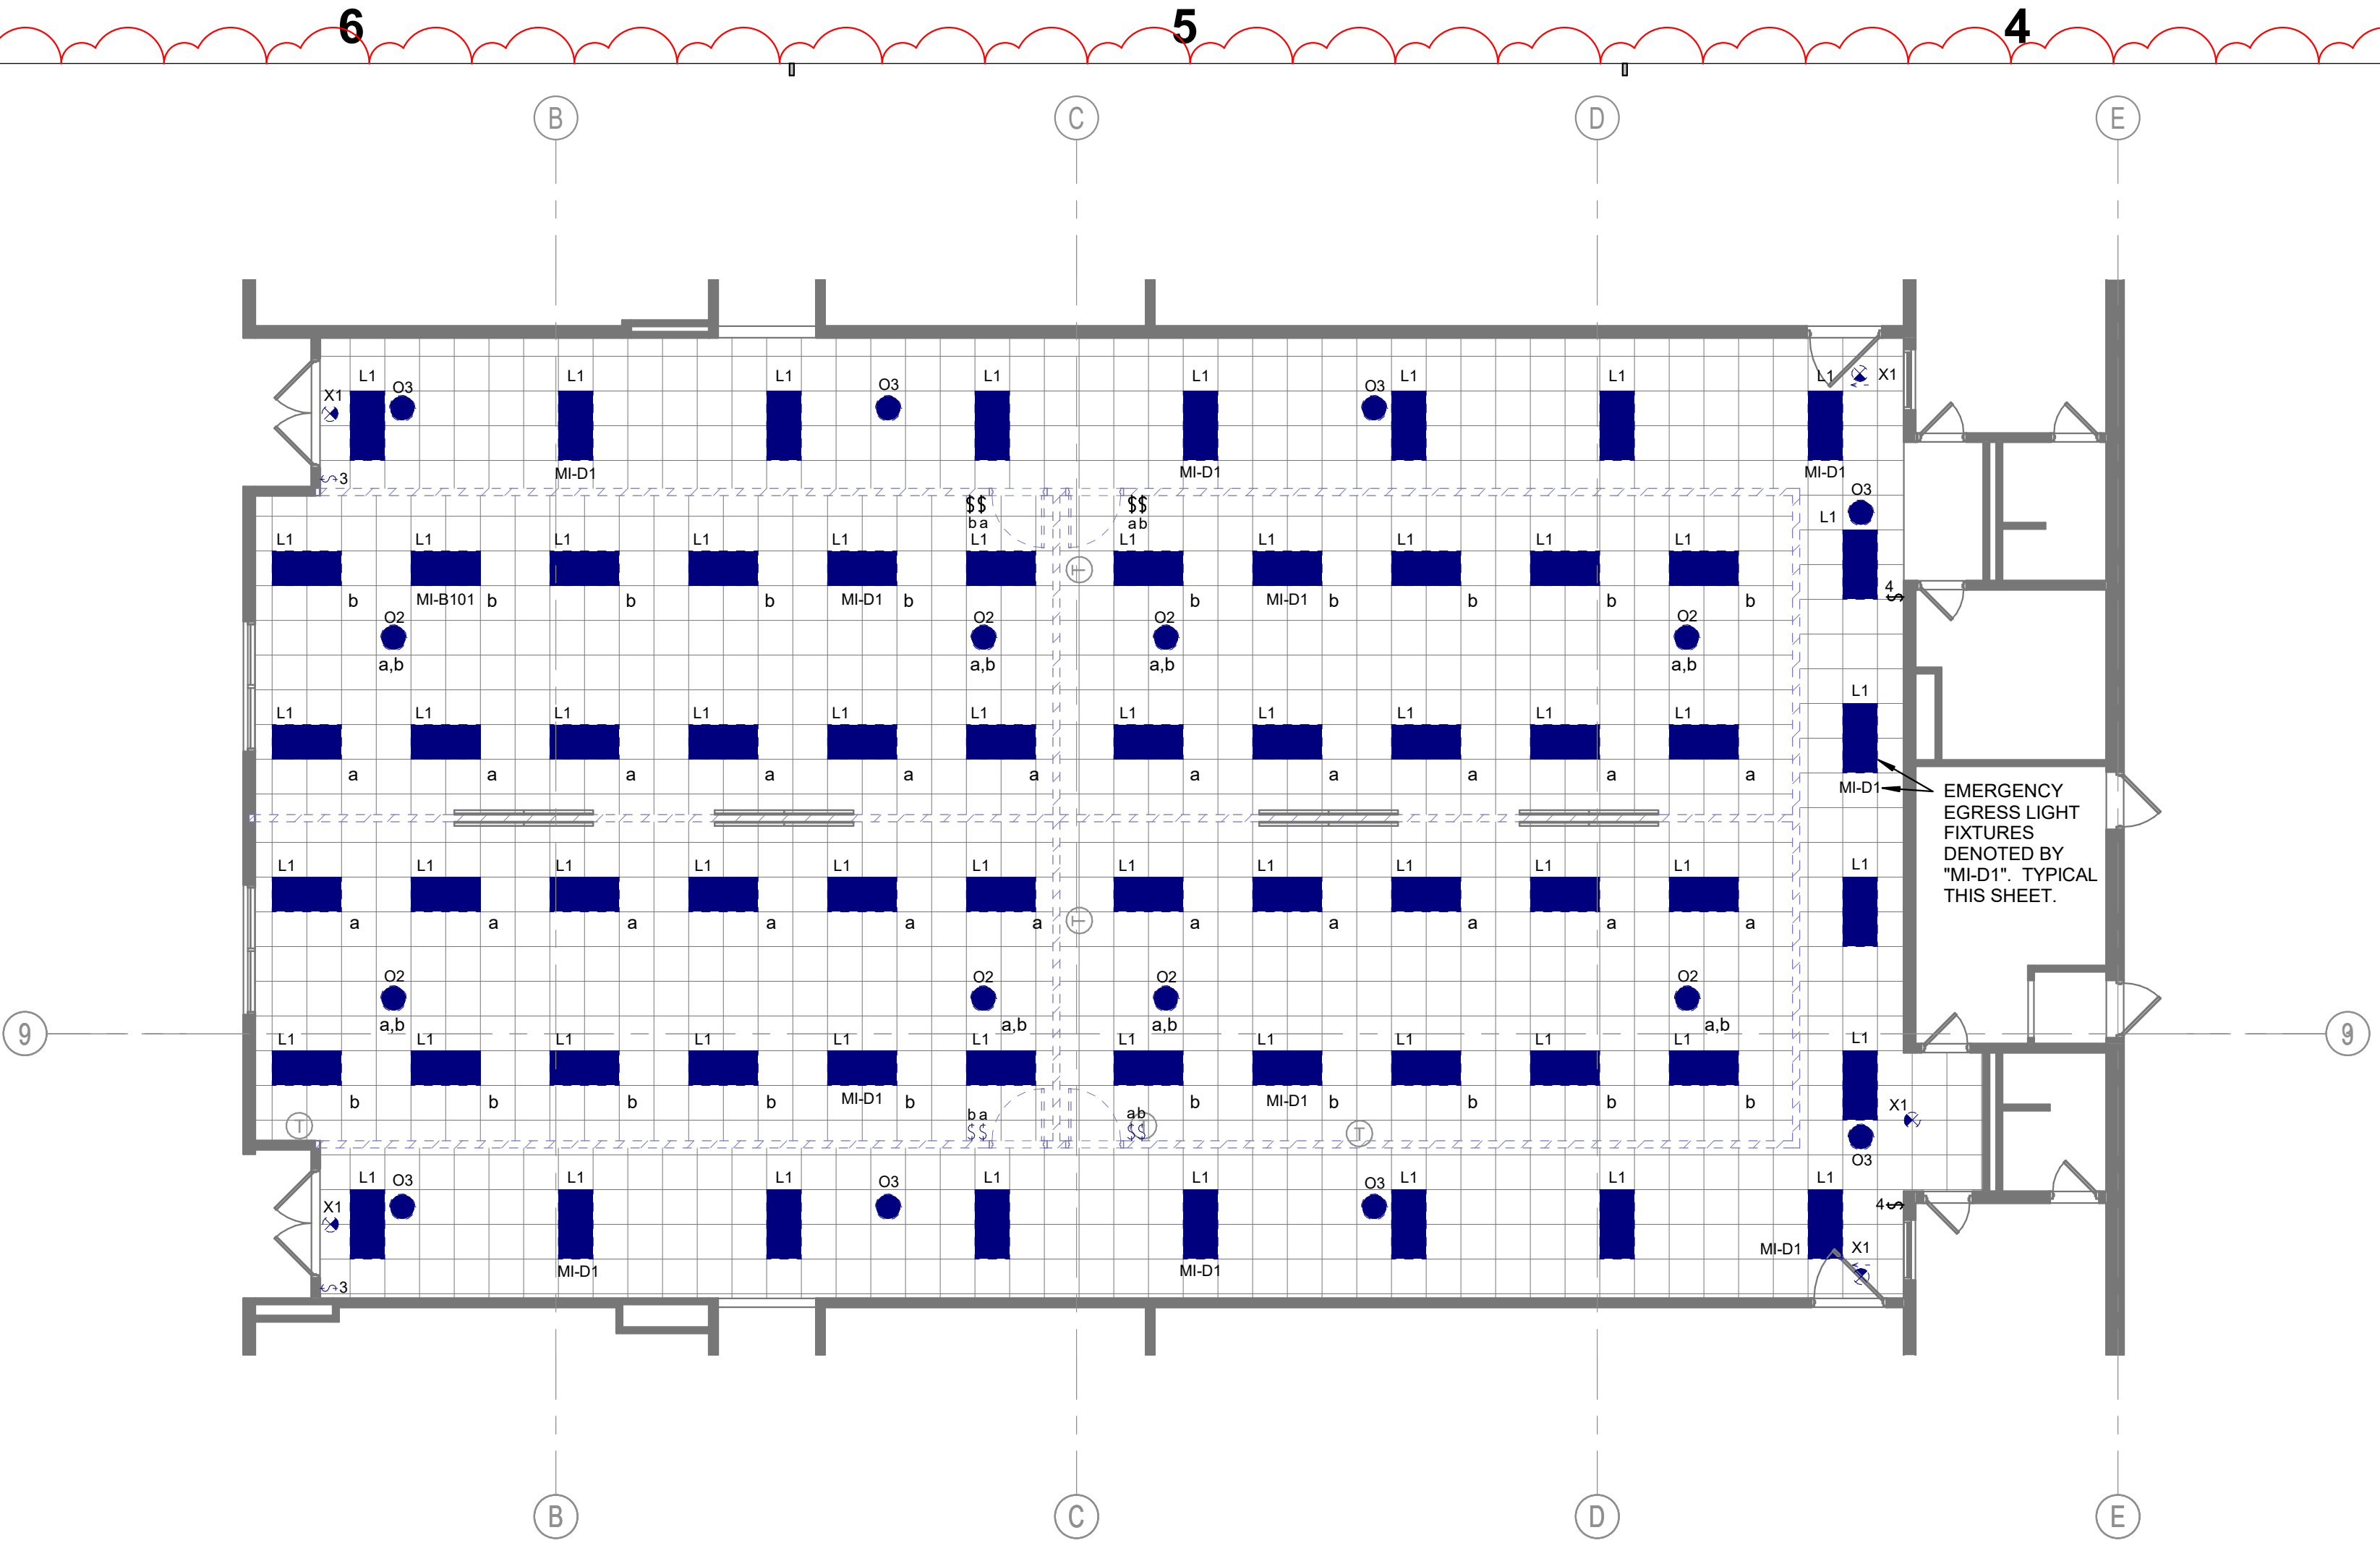 6 5 4
B C D E
L1 L1 L1 L1 L1 L1 L1 L1
X1 O3 O3 O3 X1
MI-D1 MI-D1 MI-D1
$3
$$ $$ O3
b a a b L1
L1 L1 L1 L1 L1 L1 L1 L1 L1 L1 L1
T
4
$
b MI-B101 b b b MI-D1 b b MI-D1 b b b b
O2 O2 O2 O2
a,b a,b a,b a,b
L1
L1 L1 L1 L1 L1 L1 L1 L1 L1 L1 L1
a a a a a a a a a a a
MI-D1
EMERGENCY
EGRESS LIGHT
FIXTURES
DENOTED BY
"MI-D1". TYPICAL
THIS SHEET.
L1 L1 L1 L1 L1 L1 L1 L1 L1 L1 L1 L1
a a a a a a a a a a a
T
O2 O2 O2 O2
a,b a,b a,b a,b
9 9
L1 L1 L1 L1 L1 L1 L1 L1 L1 L1 L1 L1
b b b b MI-D1 b b MI-D1 b b b b
X1
T b a a b T
$$ $$
O3
L1 O3 L1 L1 O3 L1 L1 O3 L1 L1 L1
X1 4$
MI-D1 MI-D1 MI-D1 X1
$3
B C D E